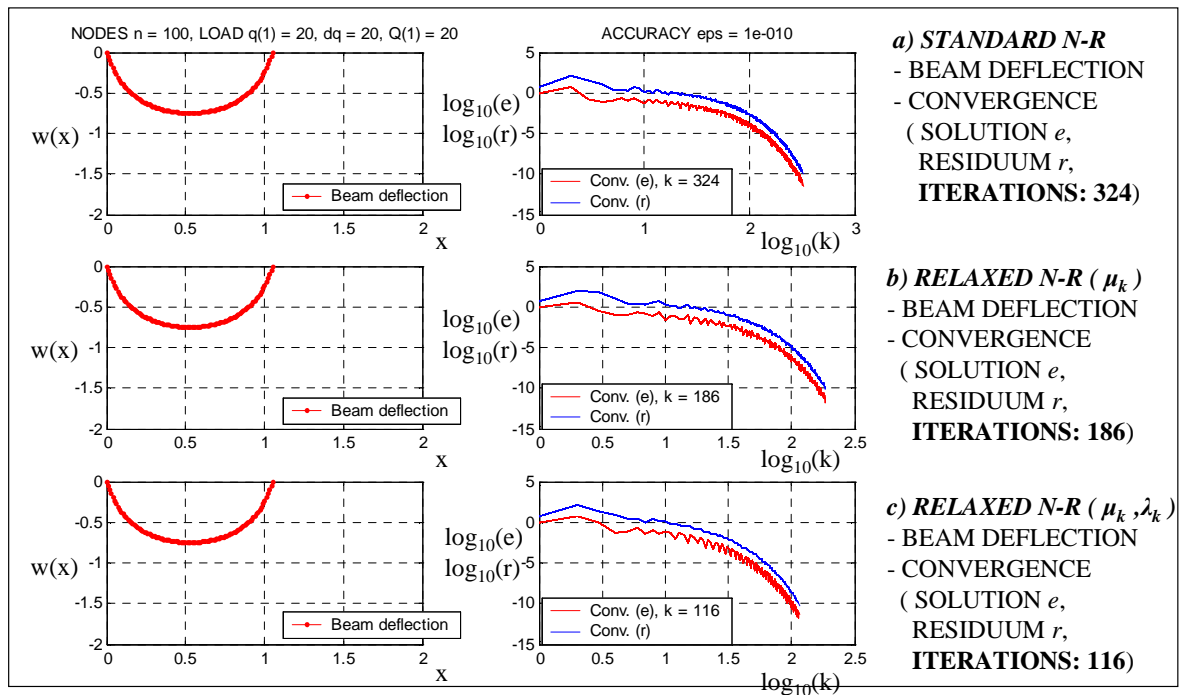 NODES n = 100, LOAD q(1) = 20, dq = 20, Q(1) = 20
0
-0.5
-1
-1.5
-2
w(x)
0 0.5 1 1.5 2
x
Beam deflection
ACCURACY eps = 1e-010
5
0
-5
-10
-15
log10(e)
log10(r)
Conv. (e), k = 324
Conv. (r)
0 1 2 3
log10(k)
a) STANDARD N-R
- BEAM DEFLECTION
- CONVERGENCE
( SOLUTION e,
RESIDUUM r,
ITERATIONS: 324)
0
-0.5
-1
-1.5
-2
w(x)
0 0.5 1 1.5 2
x
Beam deflection
5
0
-5
-10
-15
log10(e)
log10(r)
Conv. (e), k = 186
Conv. (r)
0 0.5 1 1.5 2 2.5
log10(k)
b) RELAXED N-R ( μk )
- BEAM DEFLECTION
- CONVERGENCE
( SOLUTION e,
RESIDUUM r,
ITERATIONS: 186)
0
-0.5
-1
-1.5
-2
w(x)
0 0.5 1 1.5 2
x
Beam deflection
5
0
-5
-10
-15
log10(e)
log10(r)
Conv. (e), k = 116
Conv. (r)
0 0.5 1 1.5 2 2.5
log10(k)
c) RELAXED N-R ( μk ,λk )
- BEAM DEFLECTION
- CONVERGENCE
( SOLUTION e,
RESIDUUM r,
ITERATIONS: 116)